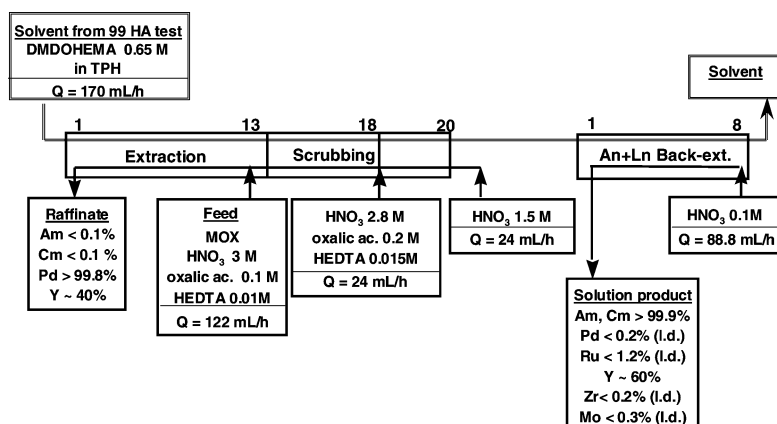 Solvent from 99 HA test
DMDOHEMA 0.65 M
in TPH
Q = 170 mL/h
Solvent
1
13
18
20
1
8
Extraction
Scrubbing
An+Ln Back-ext.
Raffinate
Am < 0.1%
Cm < 0.1 %
Pd > 99.8%
Y ~ 40%
Feed
MOX
HNO₃ 3 M
oxalic ac. 0.1 M
HEDTA 0.01M
Q = 122 mL/h
HNO₃ 2.8 M
oxalic ac. 0.2 M
HEDTA 0.015M
Q = 24 mL/h
HNO₃ 1.5 M
Q = 24 mL/h
HNO₃ 0.1M
Q = 88.8 mL/h
Solution product
Am, Cm > 99.9%
Pd < 0.2% (l.d.)
Ru < 1.2% (l.d.)
Y ~ 60%
Zr< 0.2% (l.d.)
Mo < 0.3% (l.d.)